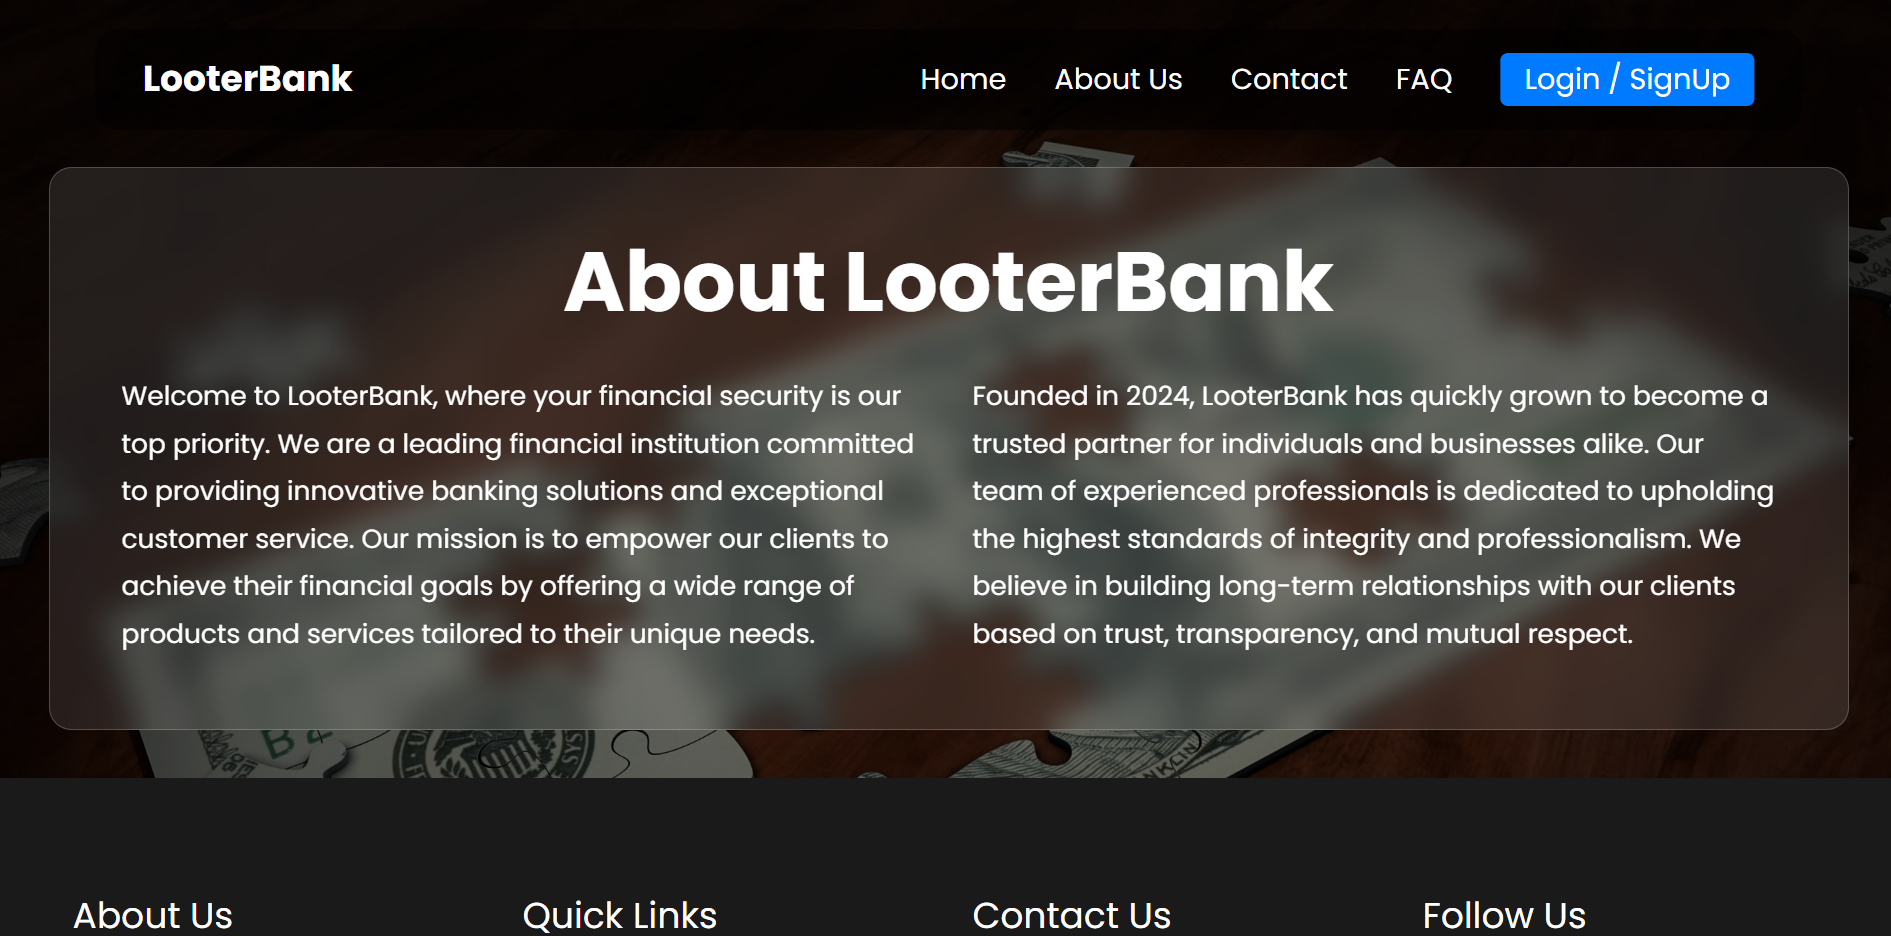 LooterBank
Home
About Us
Contact
FAQ
Login / SignUp
About LooterBank
Welcome to LooterBank, where your financial security is our
top priority. We are a leading financial institution committed
to providing innovative banking solutions and exceptional
customer service. Our mission is to empower our clients to
achieve their financial goals by offering a wide range of
products and services tailored to their unique needs.
Founded in 2024, LooterBank has quickly grown to become a
trusted partner for individuals and businesses alike. Our
team of experienced professionals is dedicated to upholding
the highest standards of integrity and professionalism. We
believe in building long-term relationships with our clients
based on trust, transparency, and mutual respect.
About Us
Quick Links
Contact Us
Follow Us